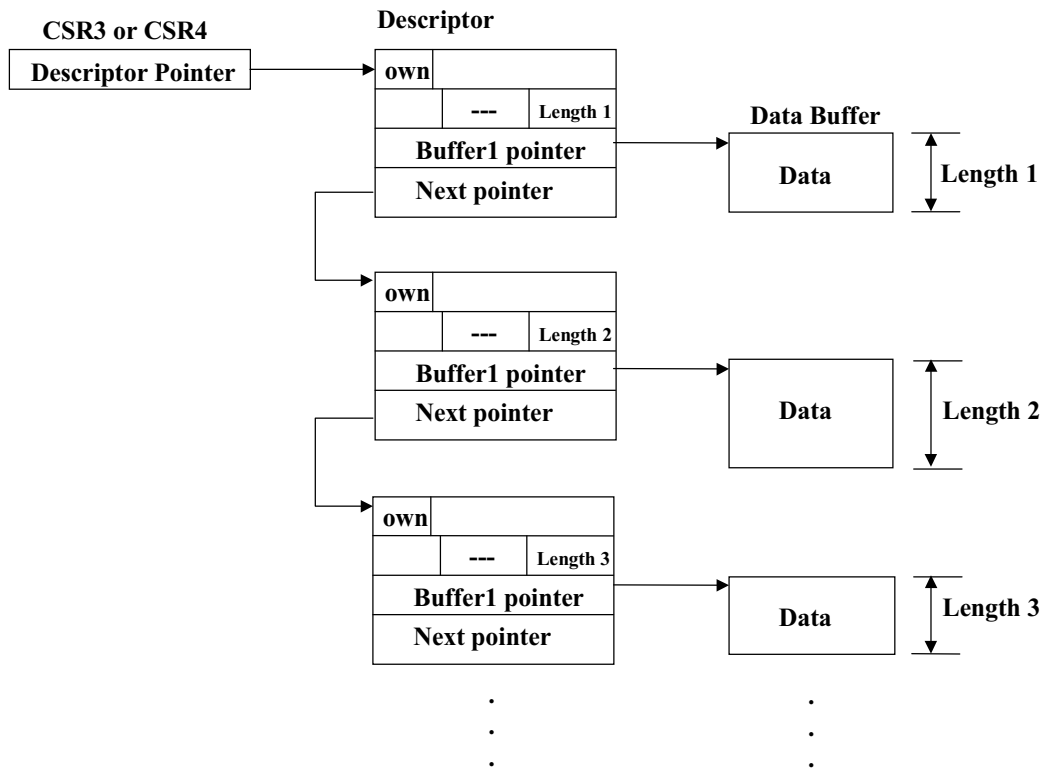 CSR3 or CSR4
Descriptor Pointer
Descriptor
own
--- Length 1
Buffer1 pointer
Next pointer
Data Buffer
Data
Length 1
own
--- Length 2
Buffer1 pointer
Next pointer
Data
Length 2
own
--- Length 3
Buffer1 pointer
Next pointer
Data
Length 3
. .
. .
. .